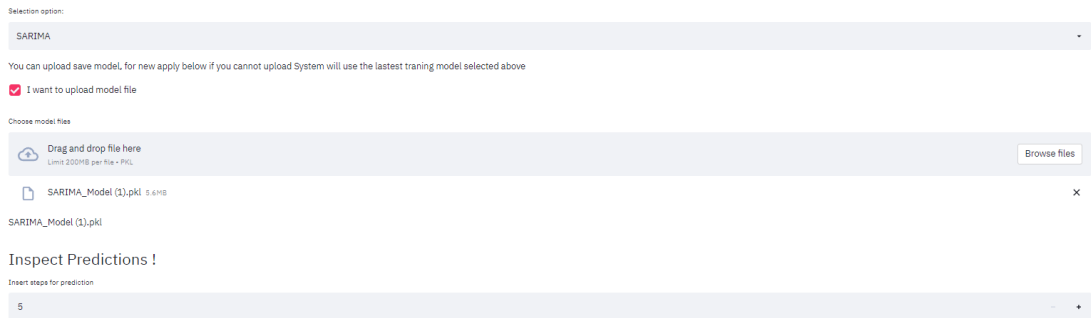 Selection option:
SARIMA
You can upload save model, for new apply below if you cannot upload System will use the lastest traning model selected above
I want to upload model file
Choose model files
Drag and drop file here
Limit 200MB per file • PKL
Browse files
SARIMA_Model (1).pkl 5.6MB
SARIMA_Model (1).pkl
Inspect Predictions !
Insert steps for prediction
5